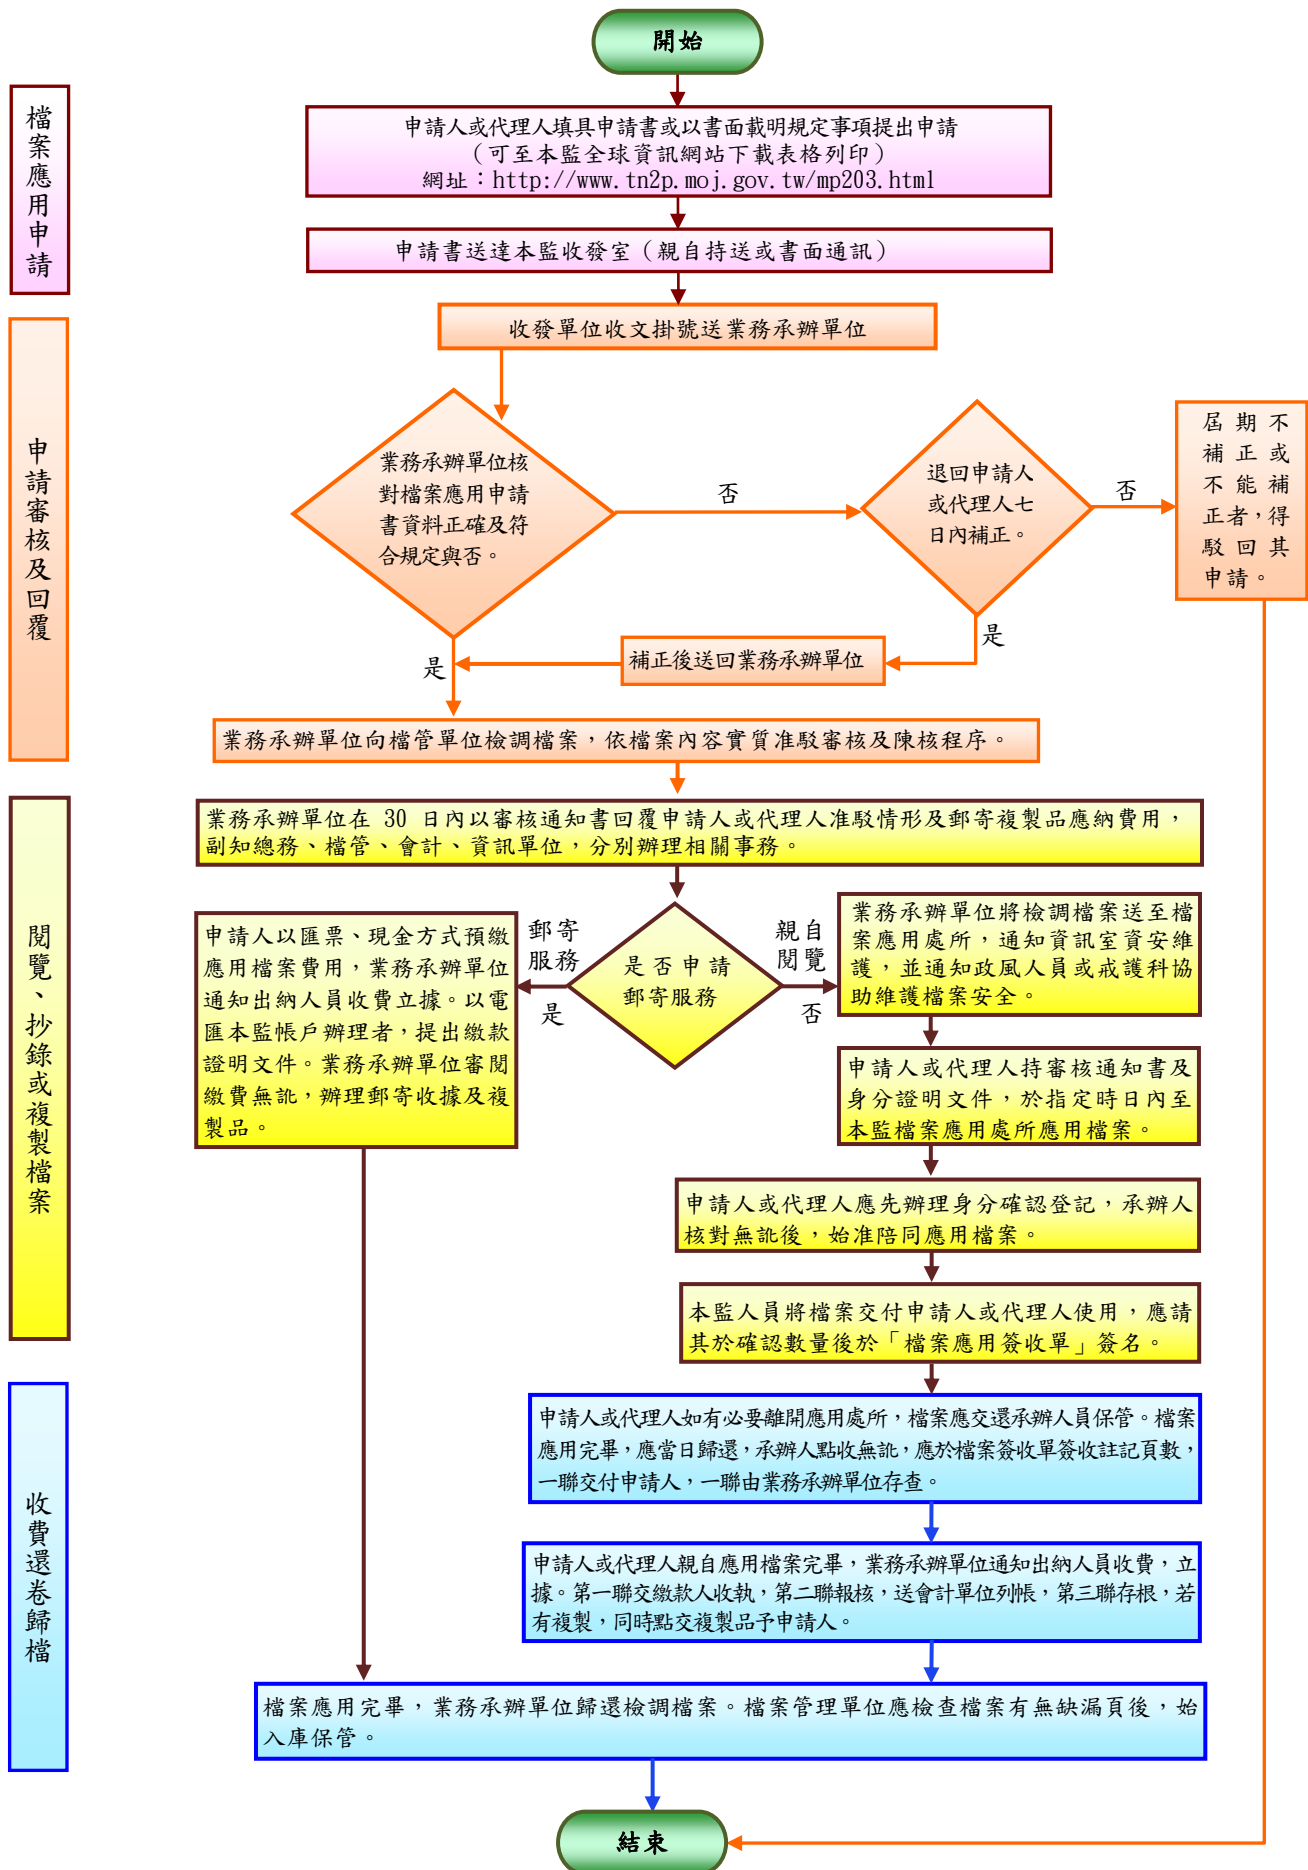 開始
檔案應用申請
申請人或代理人填具申請書或以書面載明規定事項提出申請
（可至本監全球資訊網站下載表格列印）
網址：http://www.tn2p.moj.gov.tw/mp203.html
申請書送達本監收發室（親自持送或書面通訊）
申請審核及回覆
收發單位收文掛號送業務承辦單位
業務承辦單位核
對檔案應用申請
書資料正確及符
合規定與否。
否
退回申請人
或代理人七
日內補正。
否
屆期不
補正或
不能補
正者，得
駁回其
申請。
是
補正後送回業務承辦單位
是
業務承辦單位向檔管單位檢調檔案，依檔案內容實質准駁審核及陳核程序。
閱覽、抄錄或複製檔案
業務承辦單位在 30 日內以審核通知書回覆申請人或代理人准駁情形及郵寄複製品應納費用，
副知總務、檔管、會計、資訊單位，分別辦理相關事務。
是否申請
郵寄服務
郵寄
服務
是
親自
閱覽
否
申請人以匯票、現金方式預繳
應用檔案費用，業務承辦單位
通知出納人員收費立據。以電
匯本監帳戶辦理者，提出繳款
證明文件。業務承辦單位審閱
繳費無訛，辦理郵寄收據及複
製品。
業務承辦單位將檢調檔案送至檔
案應用處所，通知資訊室資安維
護，並通知政風人員或戒護科協
助維護檔案安全。
申請人或代理人持審核通知書及
身分證明文件，於指定時日內至
本監檔案應用處所應用檔案。
申請人或代理人應先辦理身分確認登記，承辦人
核對無訛後，始准陪同應用檔案。
本監人員將檔案交付申請人或代理人使用，應請
其於確認數量後於「檔案應用簽收單」簽名。
收費還卷歸檔
申請人或代理人如有必要離開應用處所，檔案應交還承辦人員保管。檔案
應用完畢，應當日歸還，承辦人點收無訛，應於檔案簽收單簽收註記頁數，
一聯交付申請人，一聯由業務承辦單位存查。
申請人或代理人親自應用檔案完畢，業務承辦單位通知出納人員收費，立
據。第一聯交繳款人收執，第二聯報核，送會計單位列帳，第三聯存根，若
有複製，同時點交複製品予申請人。
檔案應用完畢，業務承辦單位歸還檢調檔案。檔案管理單位應檢查檔案有無缺漏頁後，始
入庫保管。
結束